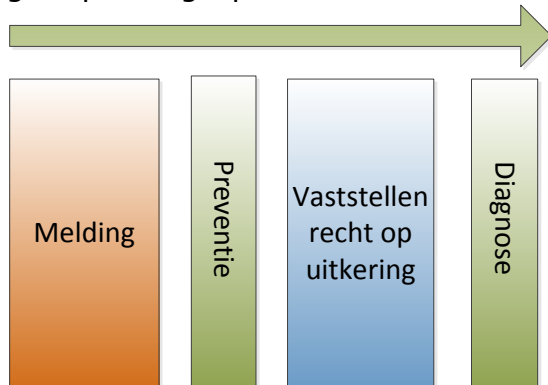 Melding
Preventie
Vaststellen
recht op
uitkering
Diagnose